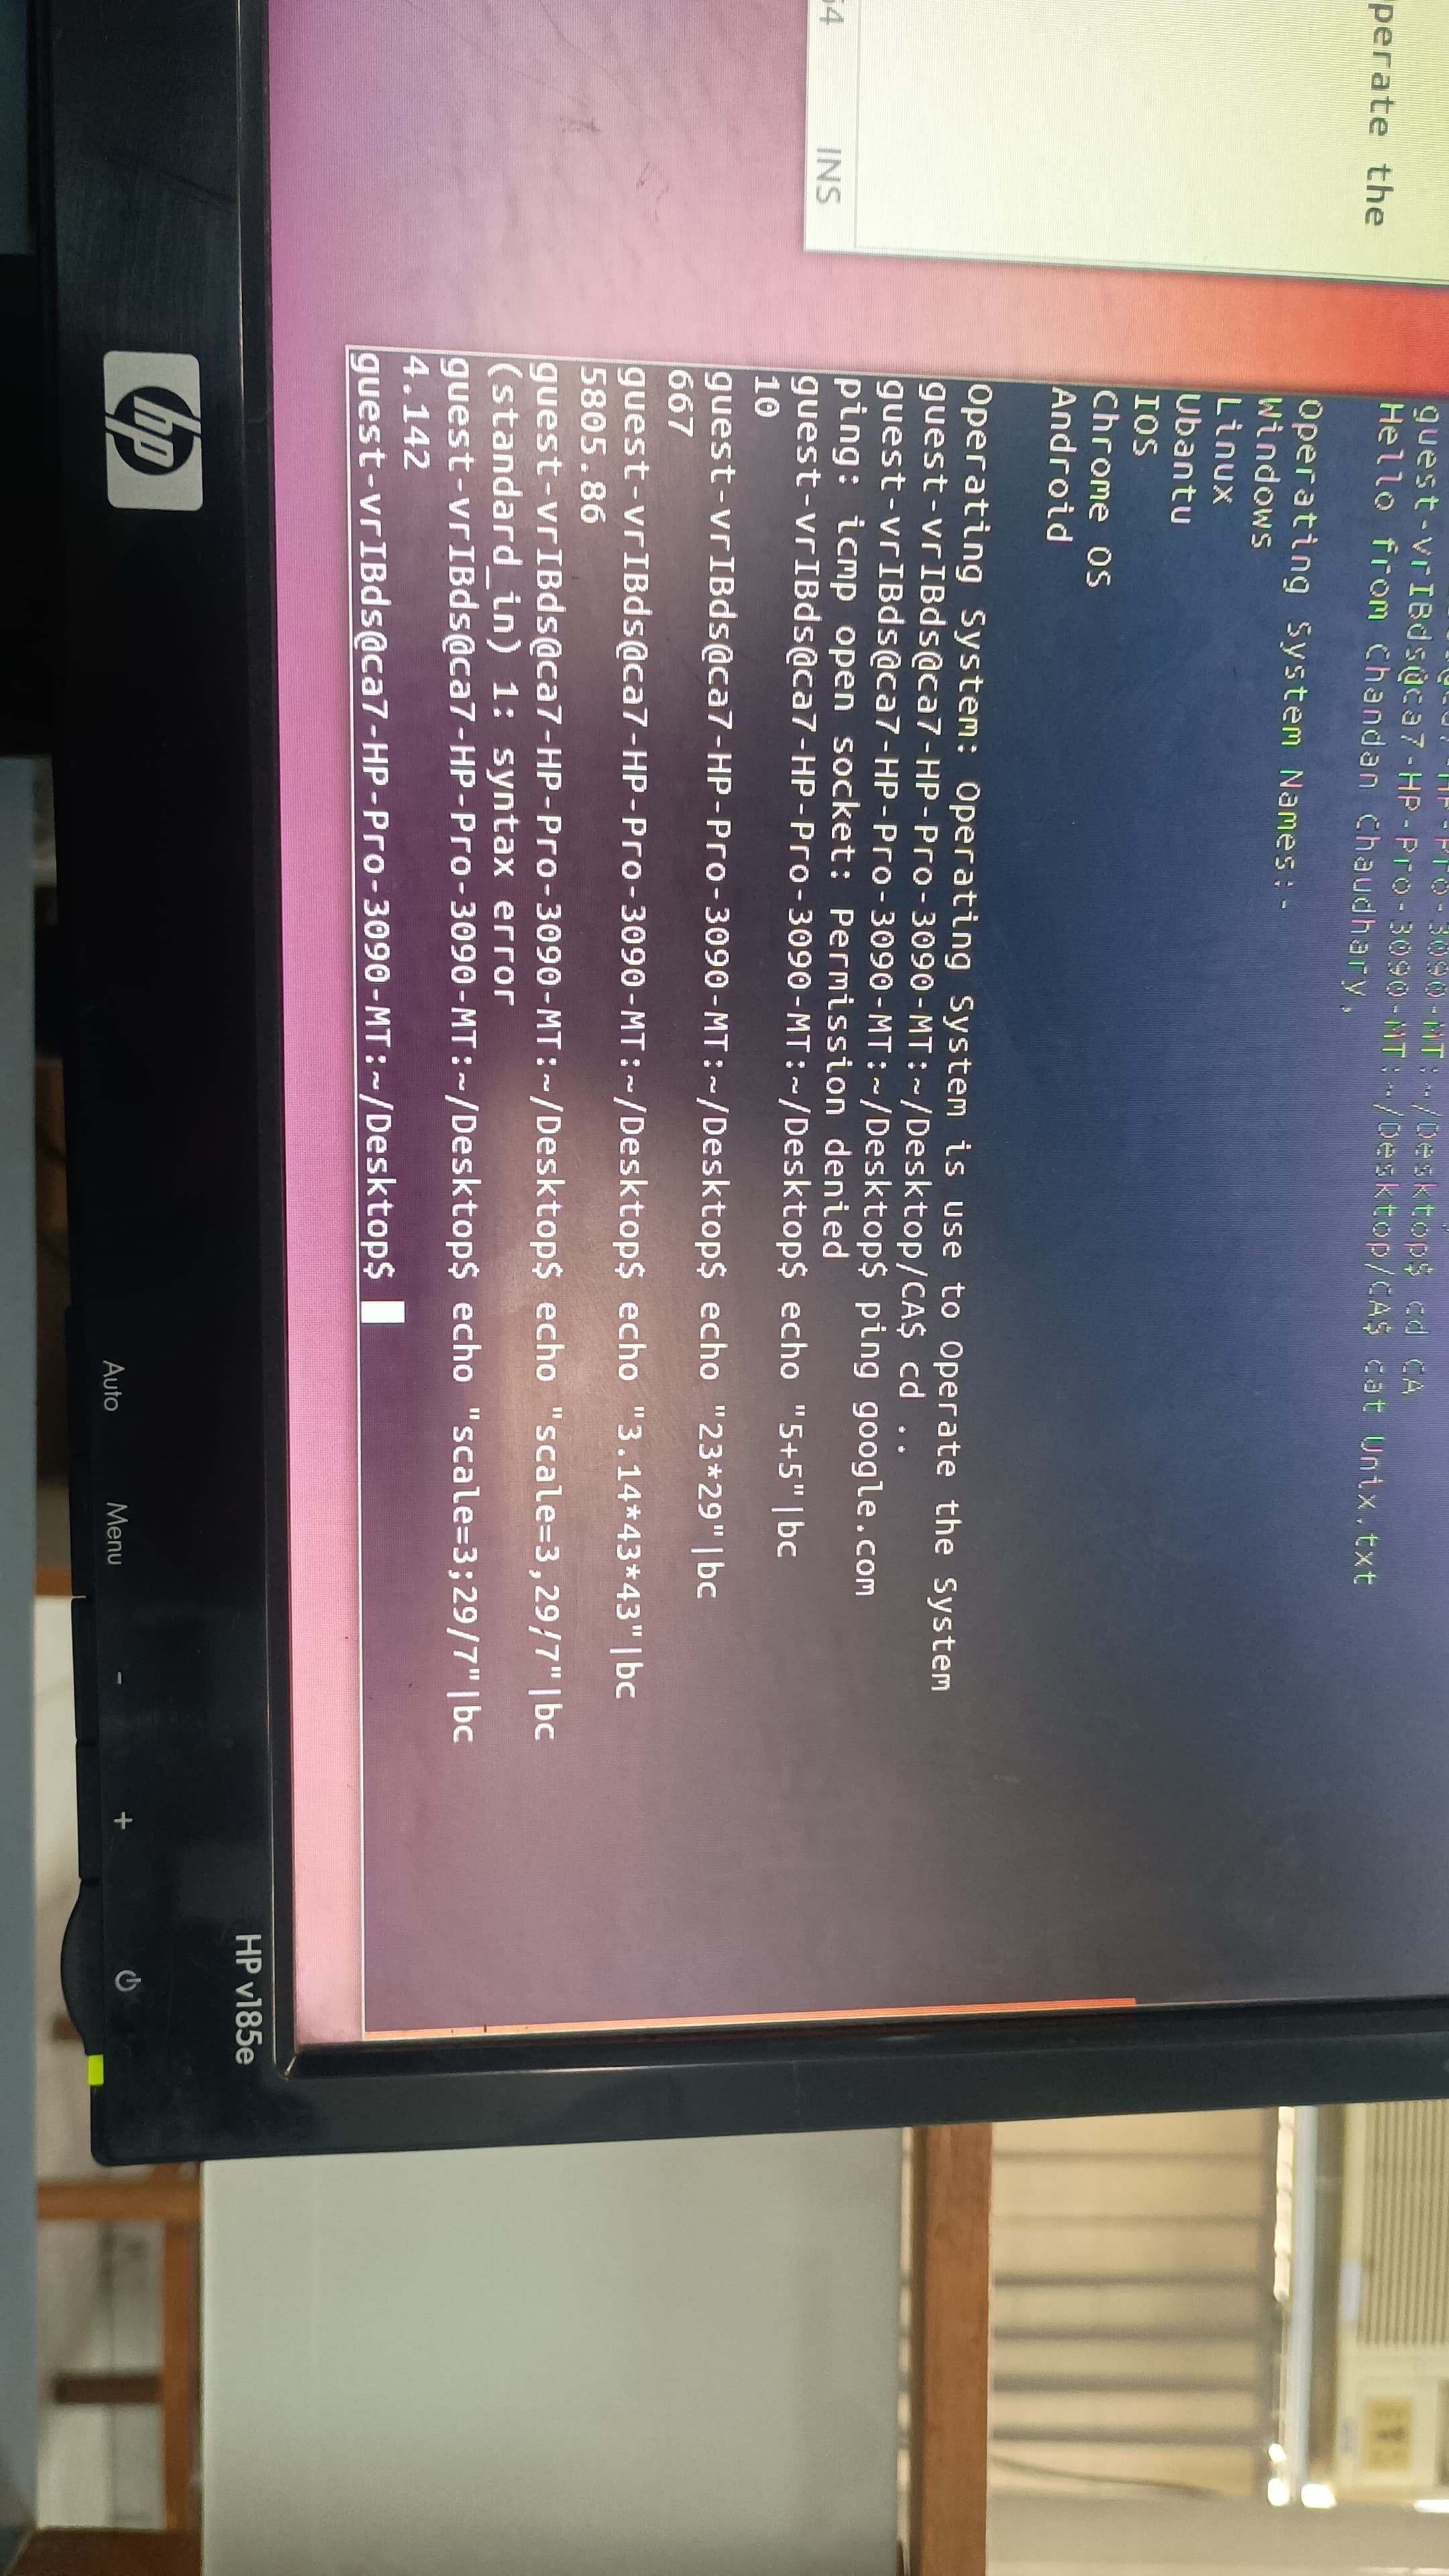 perate the
54 INS
-HP-Pro-3090-MT:~/Desktop$
guest-vrIBds@ca7-HP-Pro-3090-MT:~/Desktop$ cd CA
guest-vrIBds@ca7-HP-Pro-3090-MT:~/Desktop/CA$ cat Unix.txt
Hello from Chandan Chaudhary,
Operating System Names:-
Windows
Linux
Ubantu
IOS
Chrome OS
Android
Operating System: Operating System is use to Operate the System
guest-vrIBds@ca7-HP-Pro-3090-MT:~/Desktop/CA$ cd ..
guest-vrIBds@ca7-HP-Pro-3090-MT:~/Desktop$ ping google.com
ping: icmp open socket: Permission denied
guest-vrIBds@ca7-HP-Pro-3090-MT:~/Desktop$ echo "5+5"|bc
10
guest-vrIBds@ca7-HP-Pro-3090-MT:~/Desktop$ echo "23*29"|bc
667
guest-vrIBds@ca7-HP-Pro-3090-MT:~/Desktop$ echo "3.14*43*43"|bc
5805.86
guest-vrIBds@ca7-HP-Pro-3090-MT:~/Desktop$ echo "scale=3,29/7"|bc
(standard_in) 1: syntax error
guest-vrIBds@ca7-HP-Pro-3090-MT:~/Desktop$ echo "scale=3;29/7"|bc
4.142
guest-vrIBds@ca7-HP-Pro-3090-MT:~/Desktop$
HP v185e
hp
Auto Menu - +